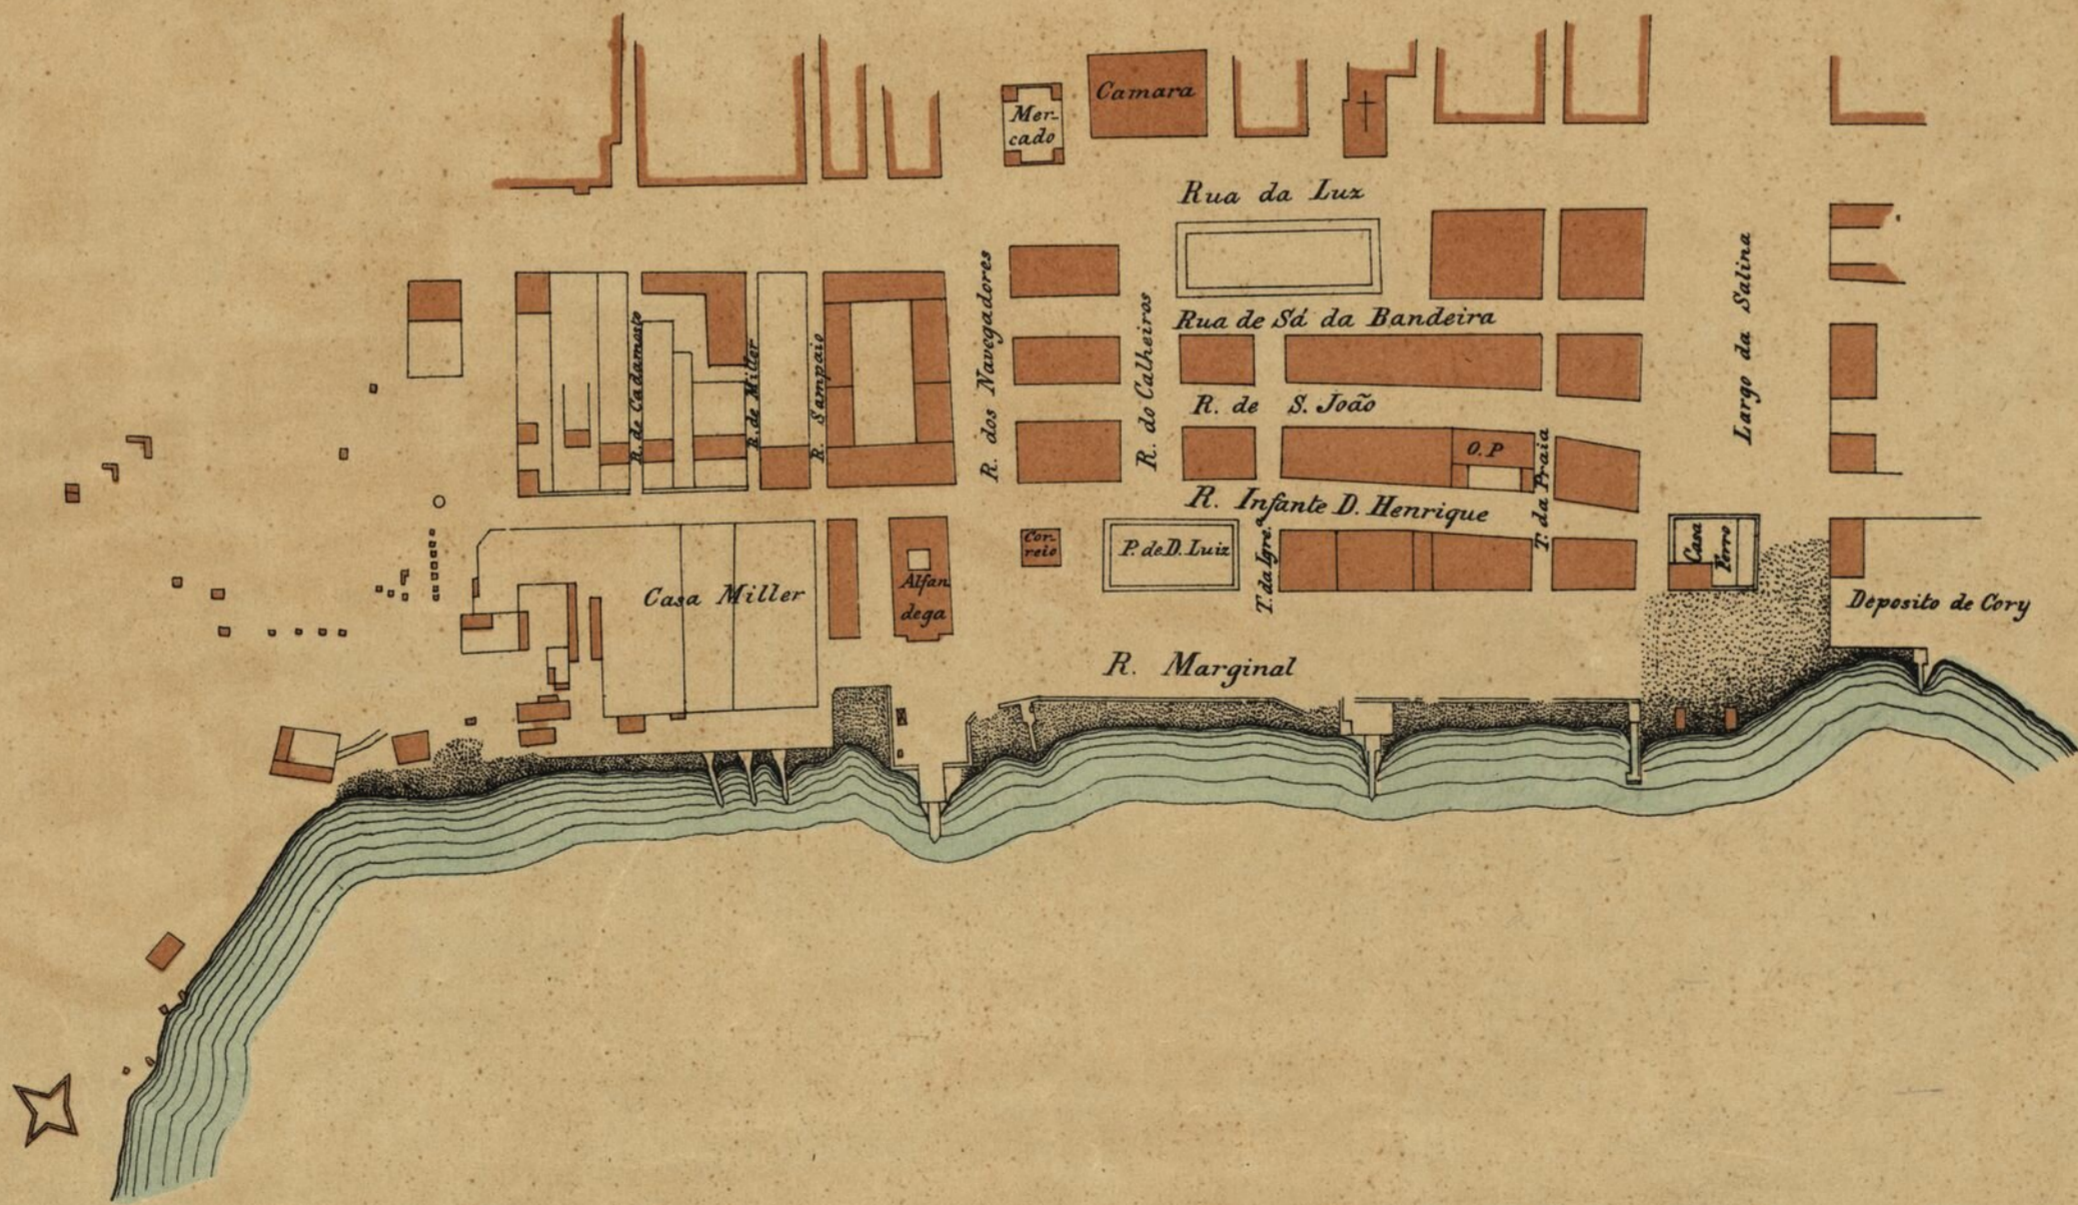 Camara
Mer-
cado
Rua da Luz
R. dos Navegadores
R. do Calheiros
Rua de Sá da Bandeira
Largo da Salina
R. de Cadamosto
R. de Miller
R. Sampaio
R. de S. João
O.P
T. da Praia
R. Infante D. Henrique
Cor-
reio
P. de D. Luiz
T. da Igre.ª
Casa
Ferro
Casa Miller
Alfan
dega
Deposito de Cory
R. Marginal